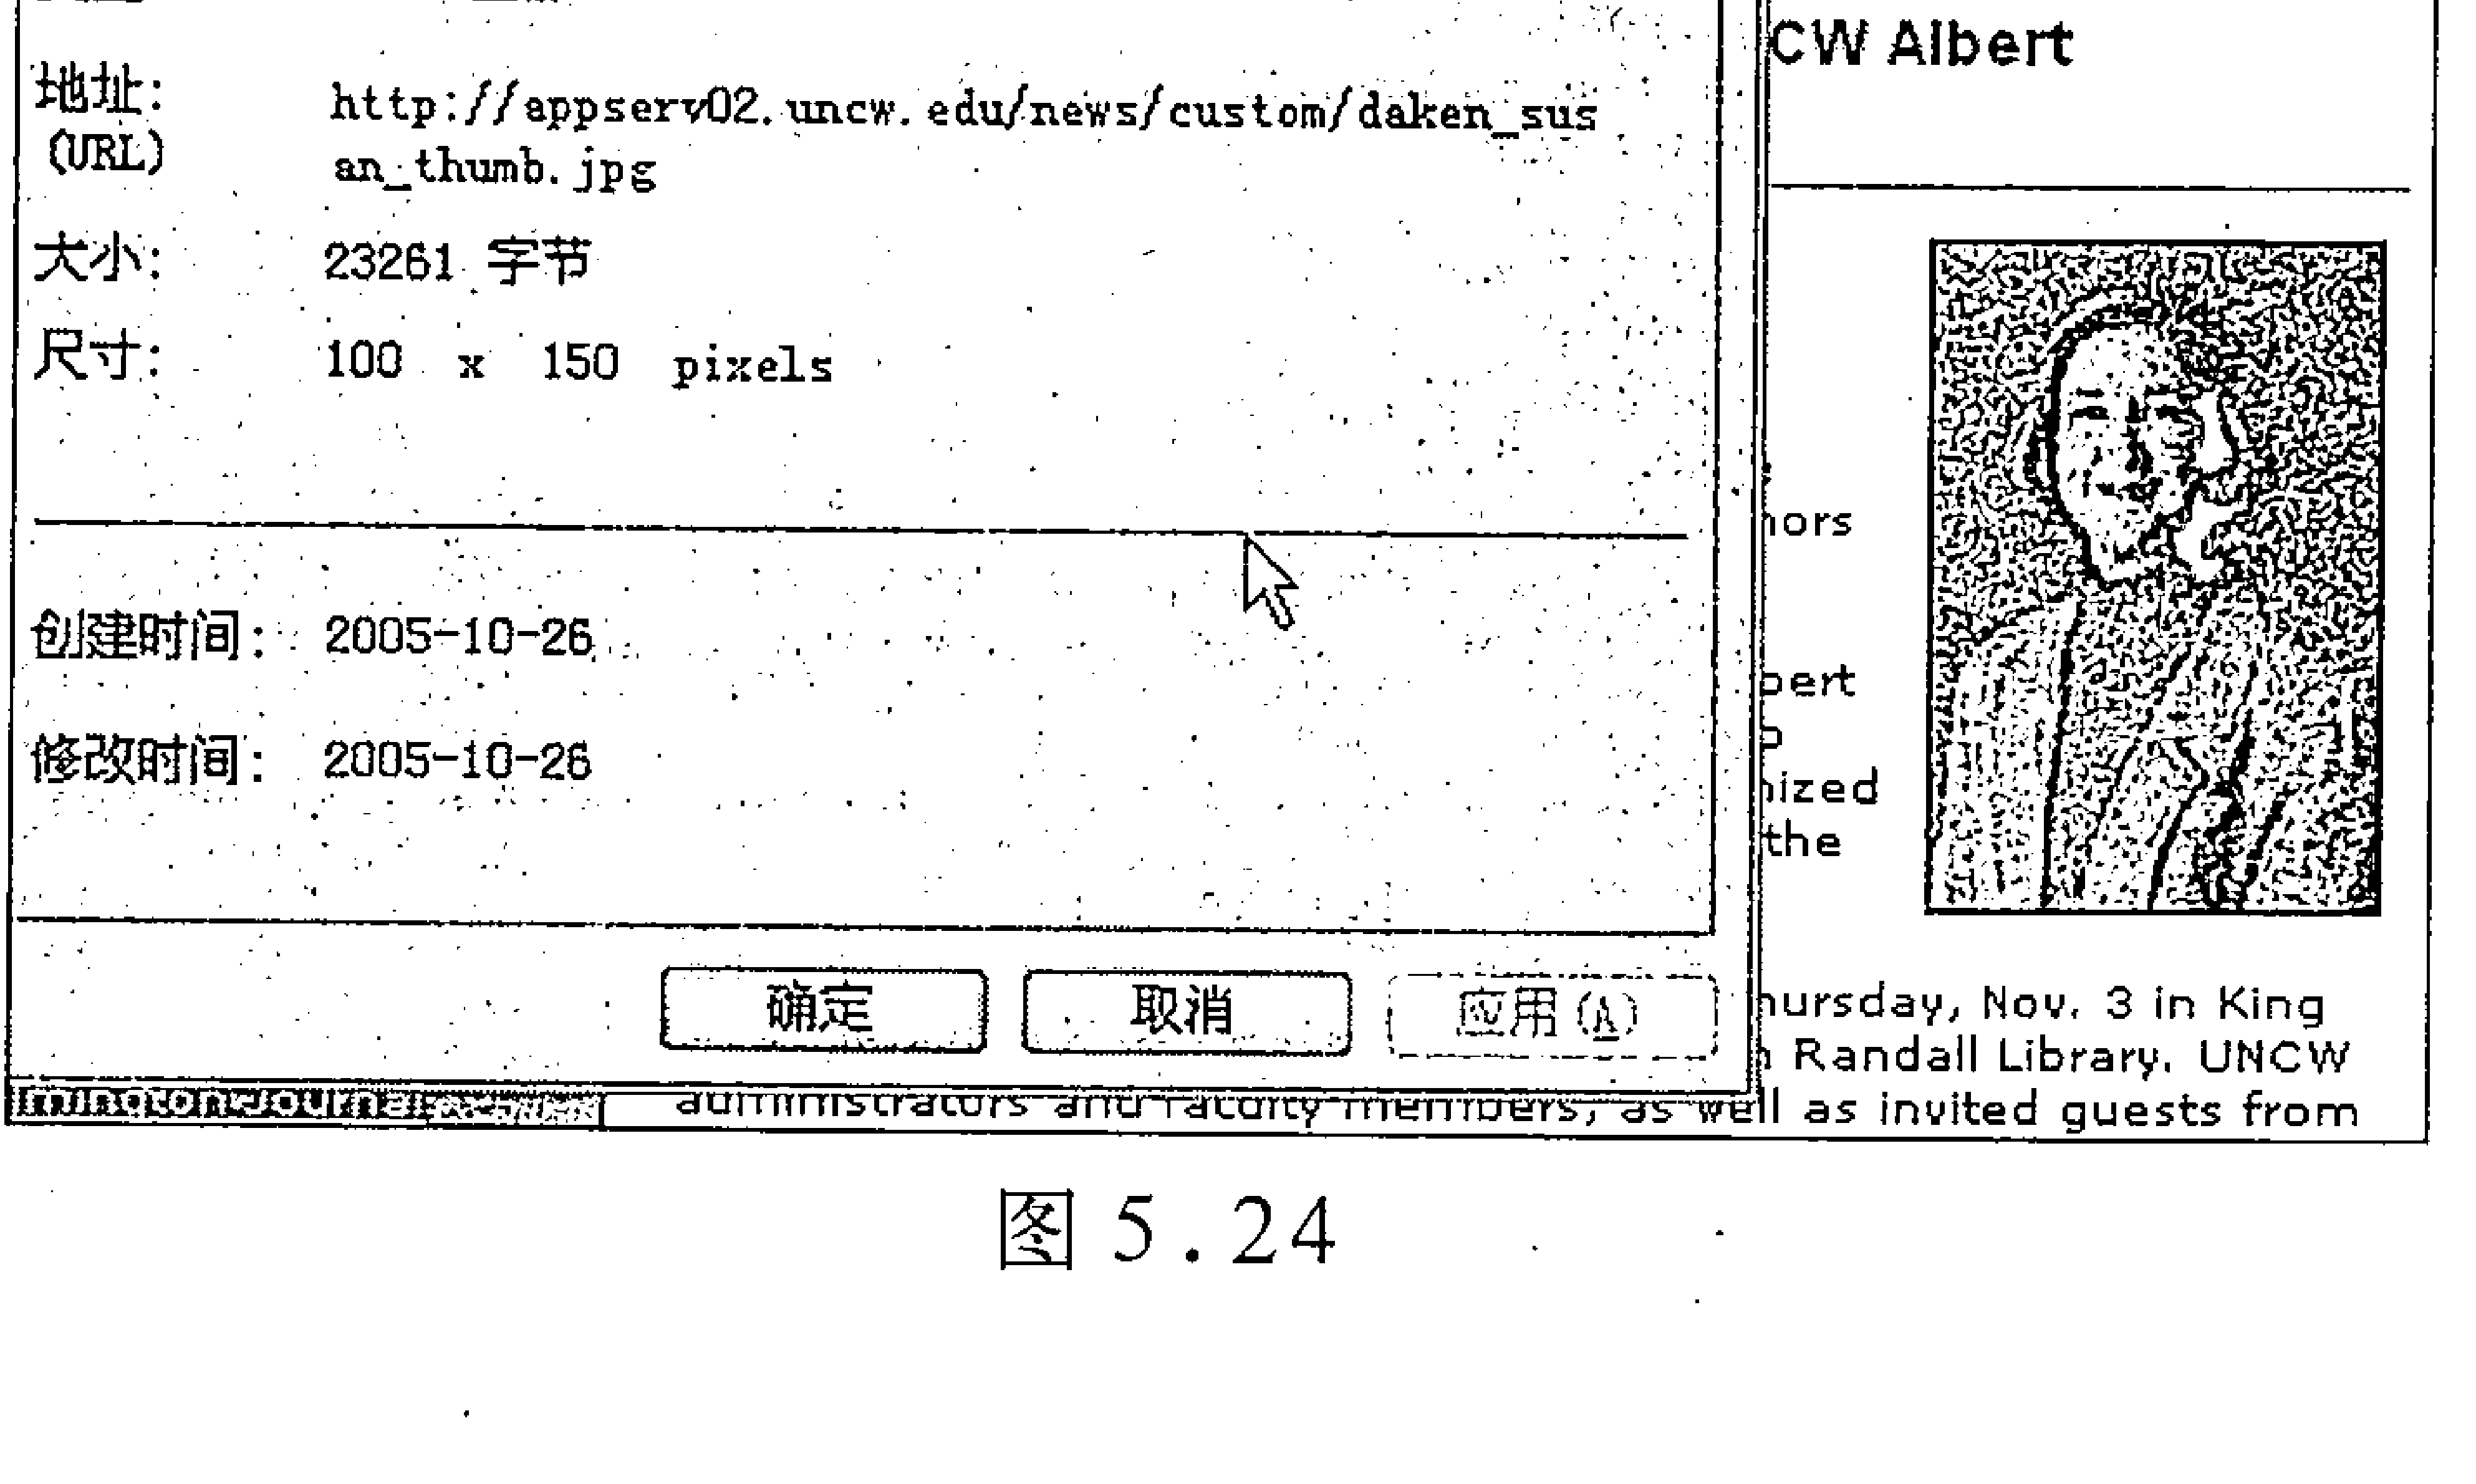 CW Albert
地址: http://appserv02.uncw.edu/news/custom/daken_sus
(URL) an_thumb.jpg
大小: 23261 字节
尺寸: 100 x 150 pixels
创建时间: 2005-10-26
修改时间: 2005-10-26
确定 取消 应用(A)
nors
bert
nized
the
hursday, Nov. 3 in King
n Randall Library. UNCW
administrators and faculty members, as well as invited guests from
图 5.24